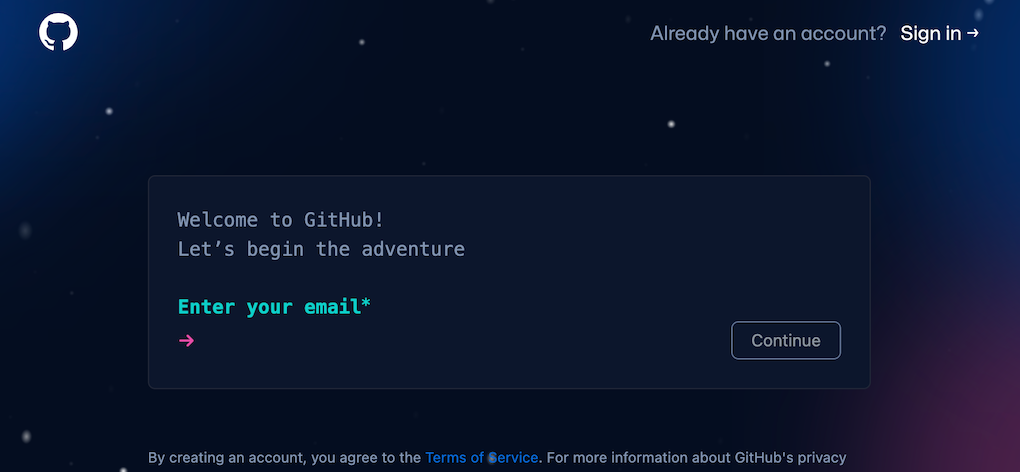 Already have an account? Sign in →
Welcome to GitHub!
Let’s begin the adventure
Enter your email*
→
Continue
By creating an account, you agree to the Terms of Service. For more information about GitHub's privacy